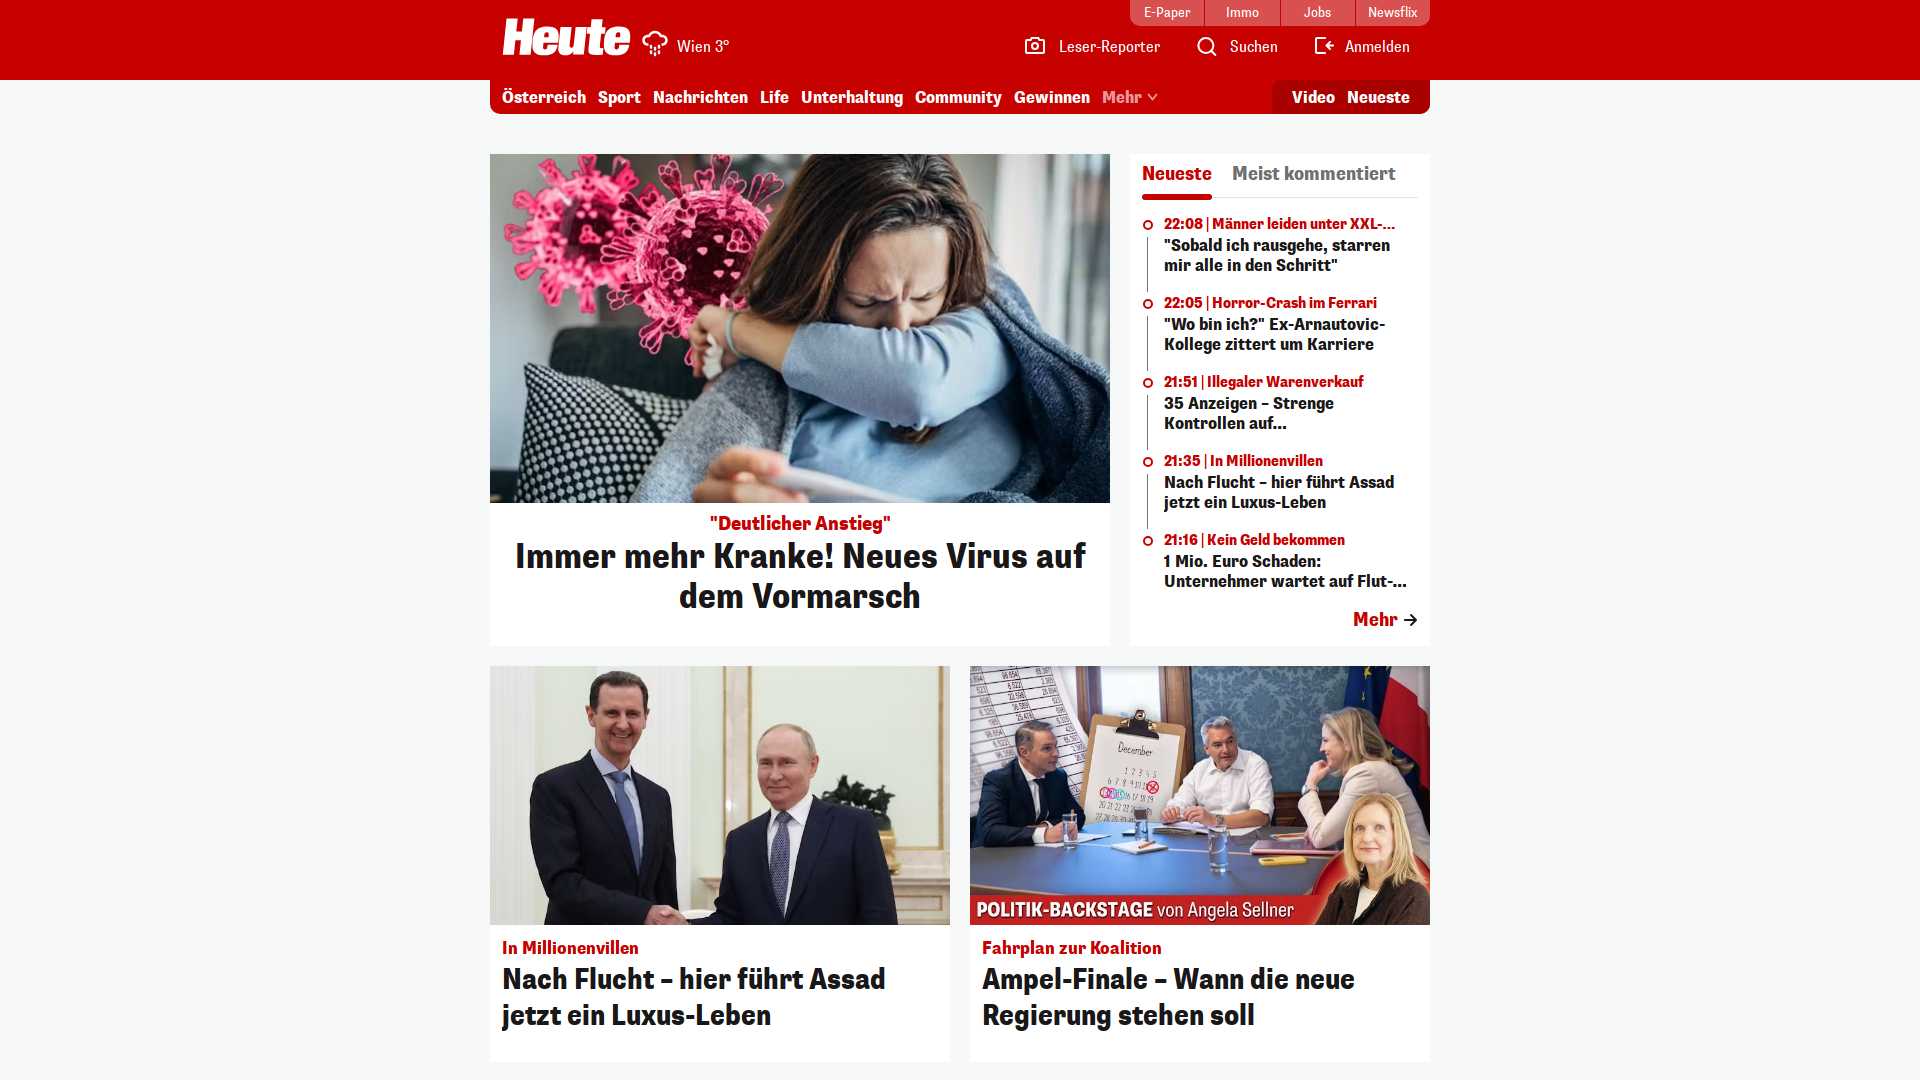 E-Paper
Immo
Jobs
Newsflix
Heute
Wien 3°
Leser-Reporter
Suchen
Anmelden
Österreich
Sport
Nachrichten
Life
Unterhaltung
Community
Gewinnen
Mehr
Video
Neueste
"Deutlicher Anstieg"
Immer mehr Kranke! Neues Virus auf
dem Vormarsch
Neueste
Meist kommentiert
22:08 | Männer leiden unter XXL-...
"Sobald ich rausgehe, starren
mir alle in den Schritt"
22:05 | Horror-Crash im Ferrari
"Wo bin ich?" Ex-Arnautovic-
Kollege zittert um Karriere
21:51 | Illegaler Warenverkauf
35 Anzeigen – Strenge
Kontrollen auf...
21:35 | In Millionenvillen
Nach Flucht – hier führt Assad
jetzt ein Luxus-Leben
21:16 | Kein Geld bekommen
1 Mio. Euro Schaden:
Unternehmer wartet auf Flut-...
Mehr
In Millionenvillen
Nach Flucht – hier führt Assad
jetzt ein Luxus-Leben
December
POLITIK-BACKSTAGE von Angela Sellner
Fahrplan zur Koalition
Ampel-Finale – Wann die neue
Regierung stehen soll